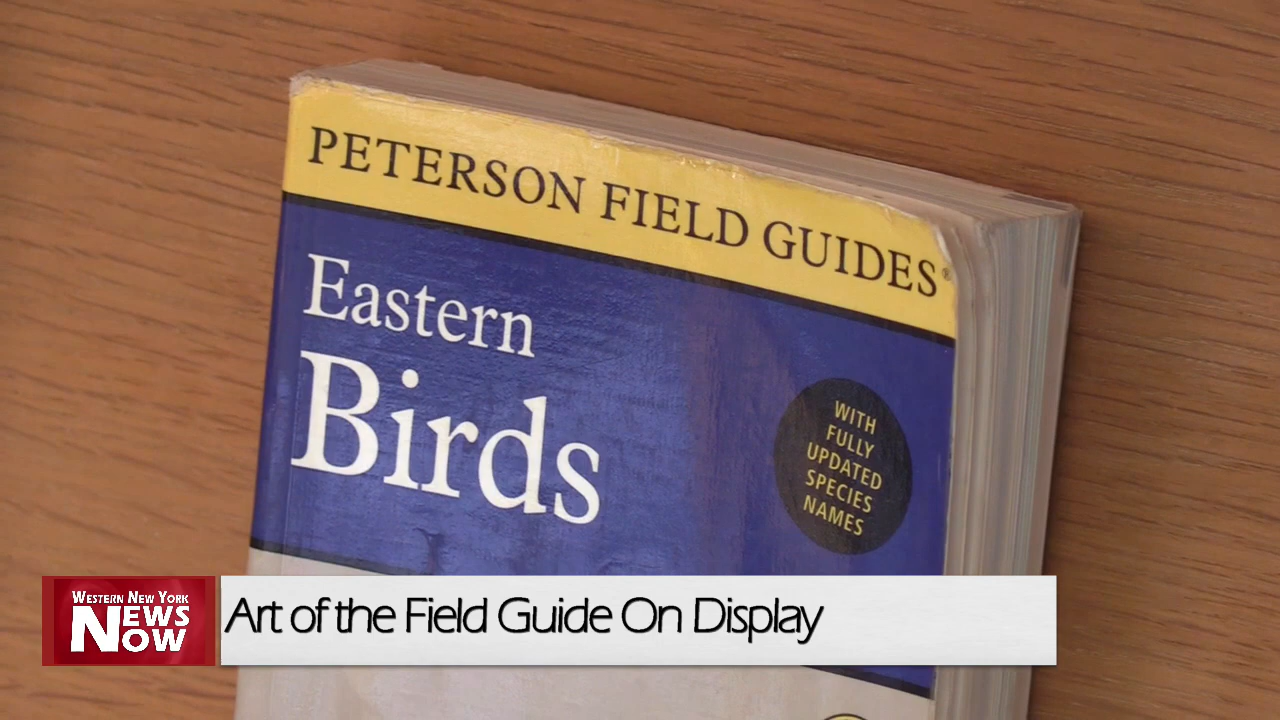 PETERSON FIELD GUIDES®
Eastern
Birds
WITH
FULLY
UPDATED
SPECIES
NAMES
WESTERN NEW YORK
NEWS
NOW
Art of the Field Guide On Display